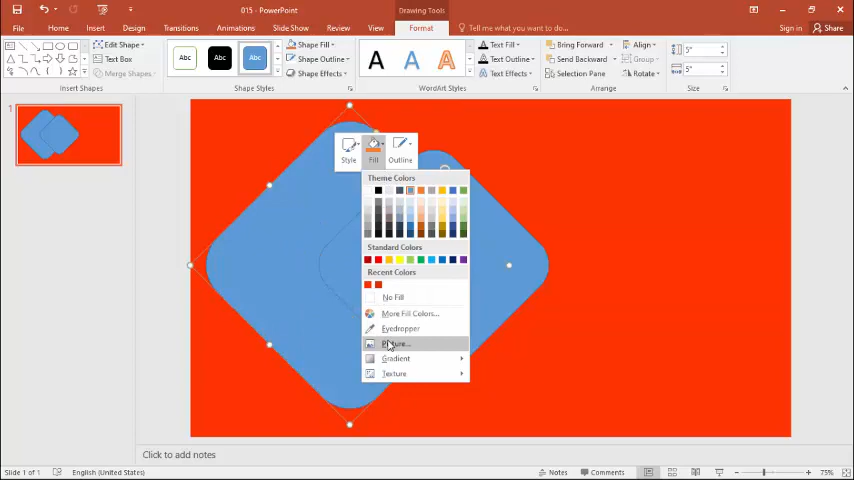 015 - PowerPoint
Drawing Tools
File Home Insert Design Transitions Animations Slide Show Review View Format Tell me what you want to do...
Sign in Share
Edit Shape
Text Box
Merge Shapes
Insert Shapes
Abc Abc Abc
Shape Fill
Shape Outline
Shape Effects
Shape Styles
A A A
Text Fill
Text Outline
Text Effects
WordArt Styles
Bring Forward
Send Backward
Selection Pane
Align
Group
Rotate
Arrange
5"
5"
Size
1
Style Fill Outline
Theme Colors
Standard Colors
Recent Colors
No Fill
More Fill Colors...
Eyedropper
Picture...
Gradient
Texture
Click to add notes
Slide 1 of 1 English (United States) Notes Comments 75%